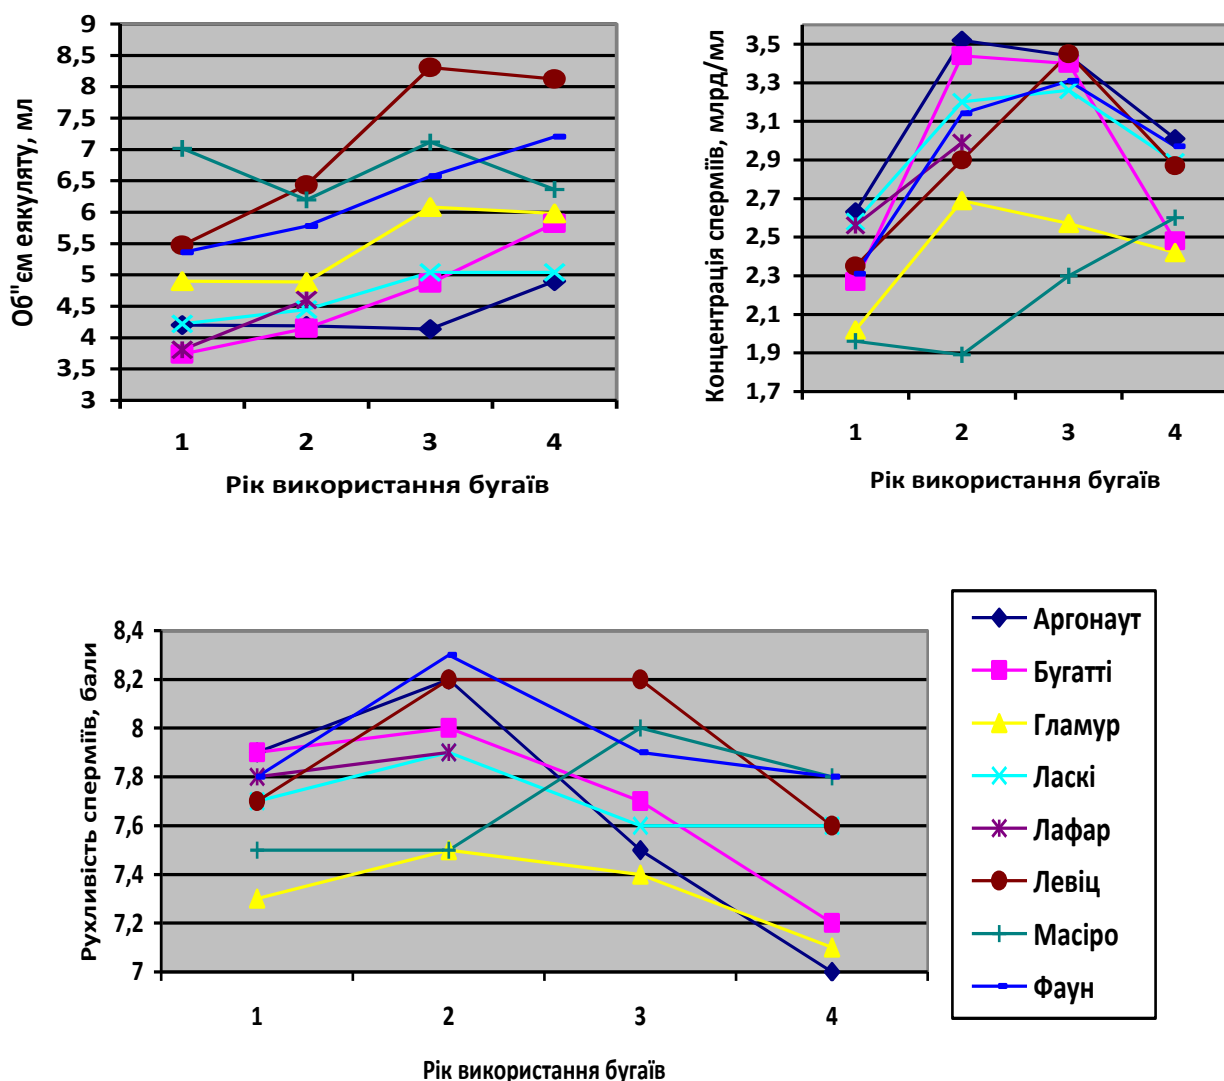 Об"єм еякуляту, мл
9
8,5
8
7,5
7
6,5
6
5,5
5
4,5
4
3,5
3
1 2 3 4
Рік використання бугаїв
Концентрація сперміїв, млрд/мл
3,5
3,3
3,1
2,9
2,7
2,5
2,3
2,1
1,9
1,7
1 2 3 4
Рік використання бугаїв
Рухливість сперміїв, бали
8,4
8,2
8
7,8
7,6
7,4
7,2
7
1 2 3 4
Рік використання бугаїв
Аргонаут
Бугатті
Гламур
Ласкі
Лафар
Левіц
Масіро
Фаун